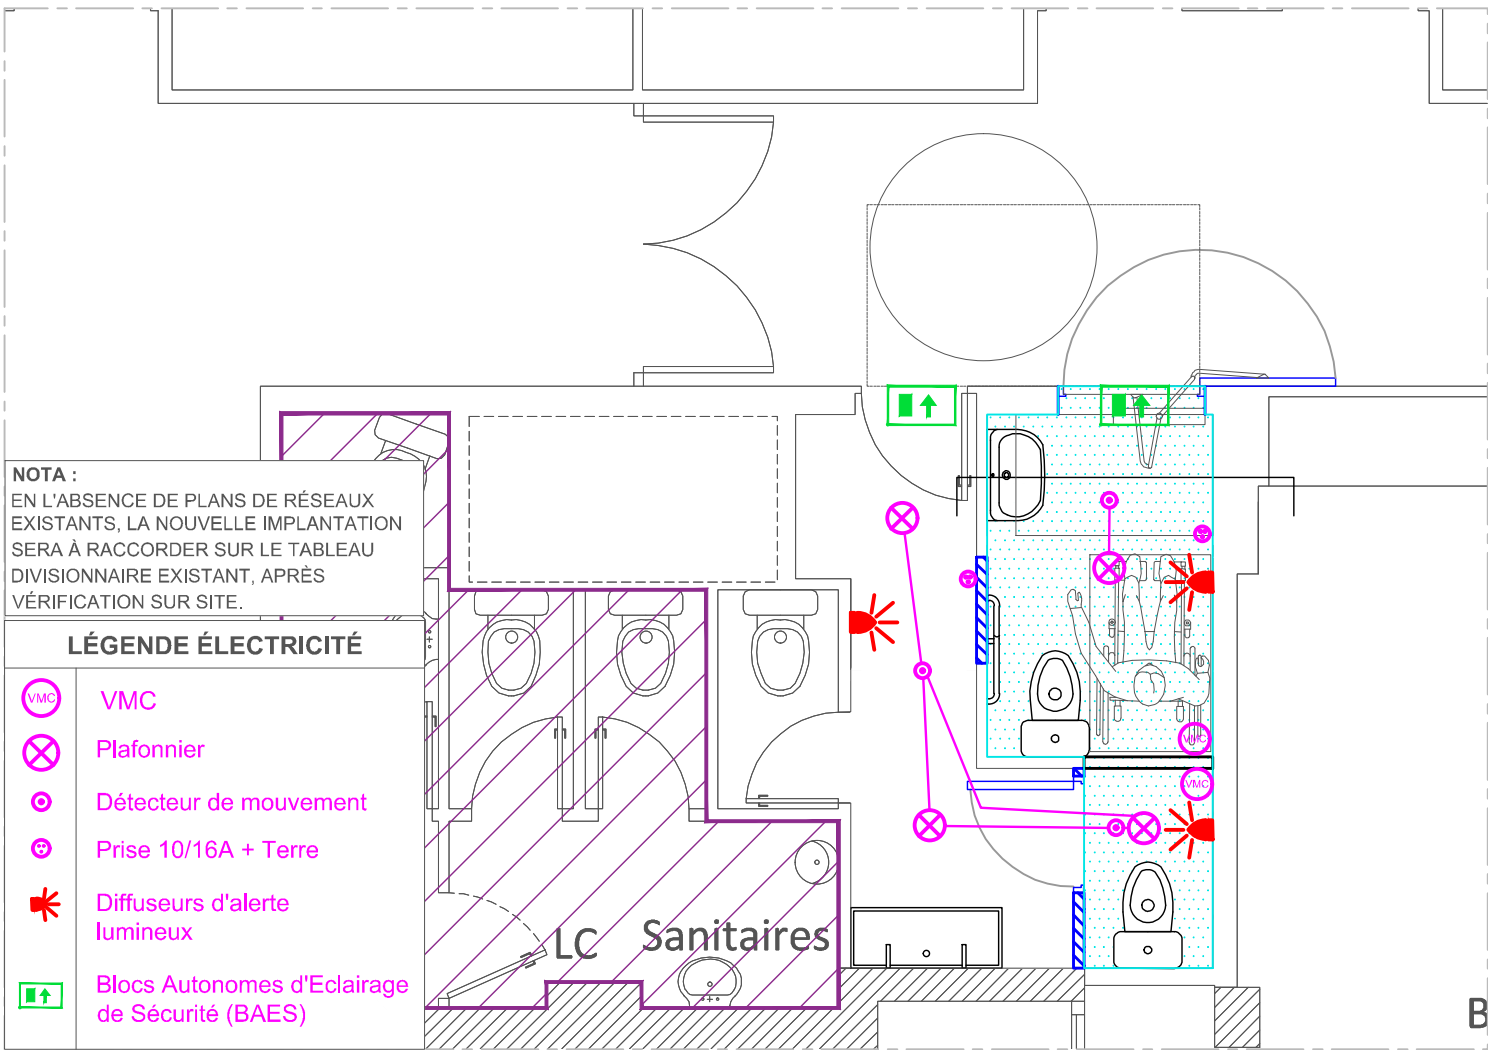 NOTA :
EN L'ABSENCE DE PLANS DE RÉSEAUX
EXISTANTS, LA NOUVELLE IMPLANTATION
SERA À RACCORDER SUR LE TABLEAU
DIVISIONNAIRE EXISTANT, APRÈS
VÉRIFICATION SUR SITE.
LÉGENDE ÉLECTRICITÉ
VMC
VMC
Plafonnier
Détecteur de mouvement
Prise 10/16A + Terre
Diffuseurs d'alerte
lumineux
Blocs Autonomes d'Eclairage
de Sécurité (BAES)
LC
Sanitaires
VMC
VMC
B